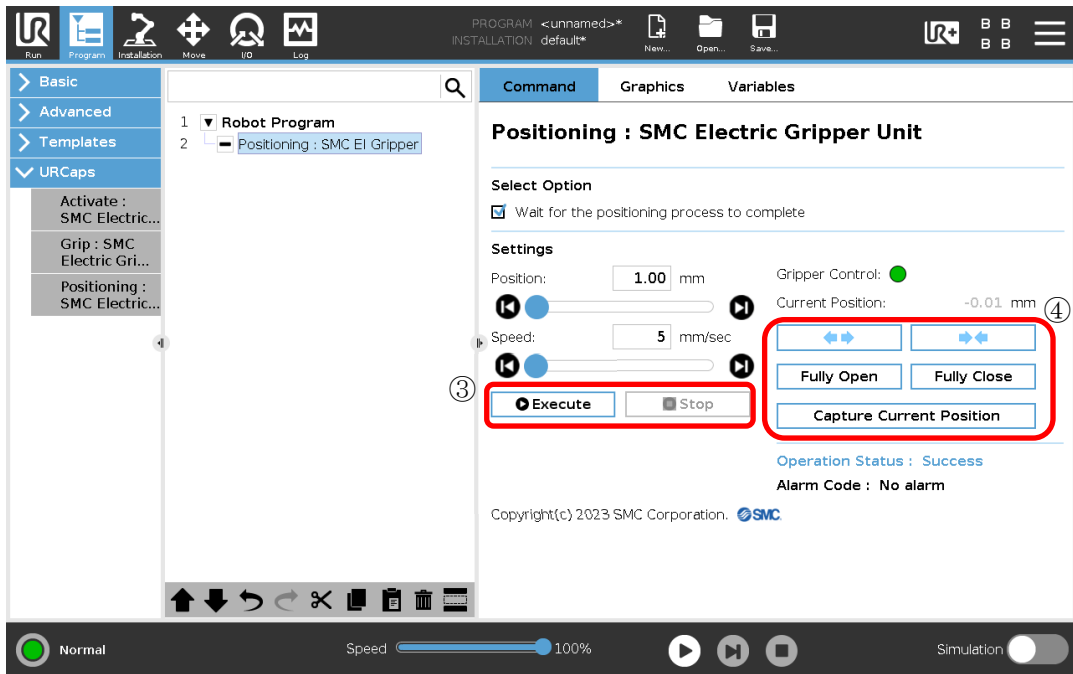 PROGRAM <unnamed>*
INSTALLATION default*
Run Program Installation Move I/O Log New... Open... Save...
UR+
B B
B B
Basic
Advanced
Templates
URCaps
Activate :
SMC Electric...
Grip : SMC
Electric Gri...
Positioning :
SMC Electric...
1 Robot Program
2 Positioning : SMC El Gripper
Command Graphics Variables
Positioning : SMC Electric Gripper Unit
Select Option
Wait for the positioning process to complete
Settings
Position: 1.00 mm
Speed: 5 mm/sec
③
Execute Stop
Gripper Control:
Current Position: -0.01 mm
④
Fully Open Fully Close
Capture Current Position
Operation Status : Success
Alarm Code : No alarm
Copyright(c) 2023 SMC Corporation. SMC.
Normal
Speed 100%
Simulation